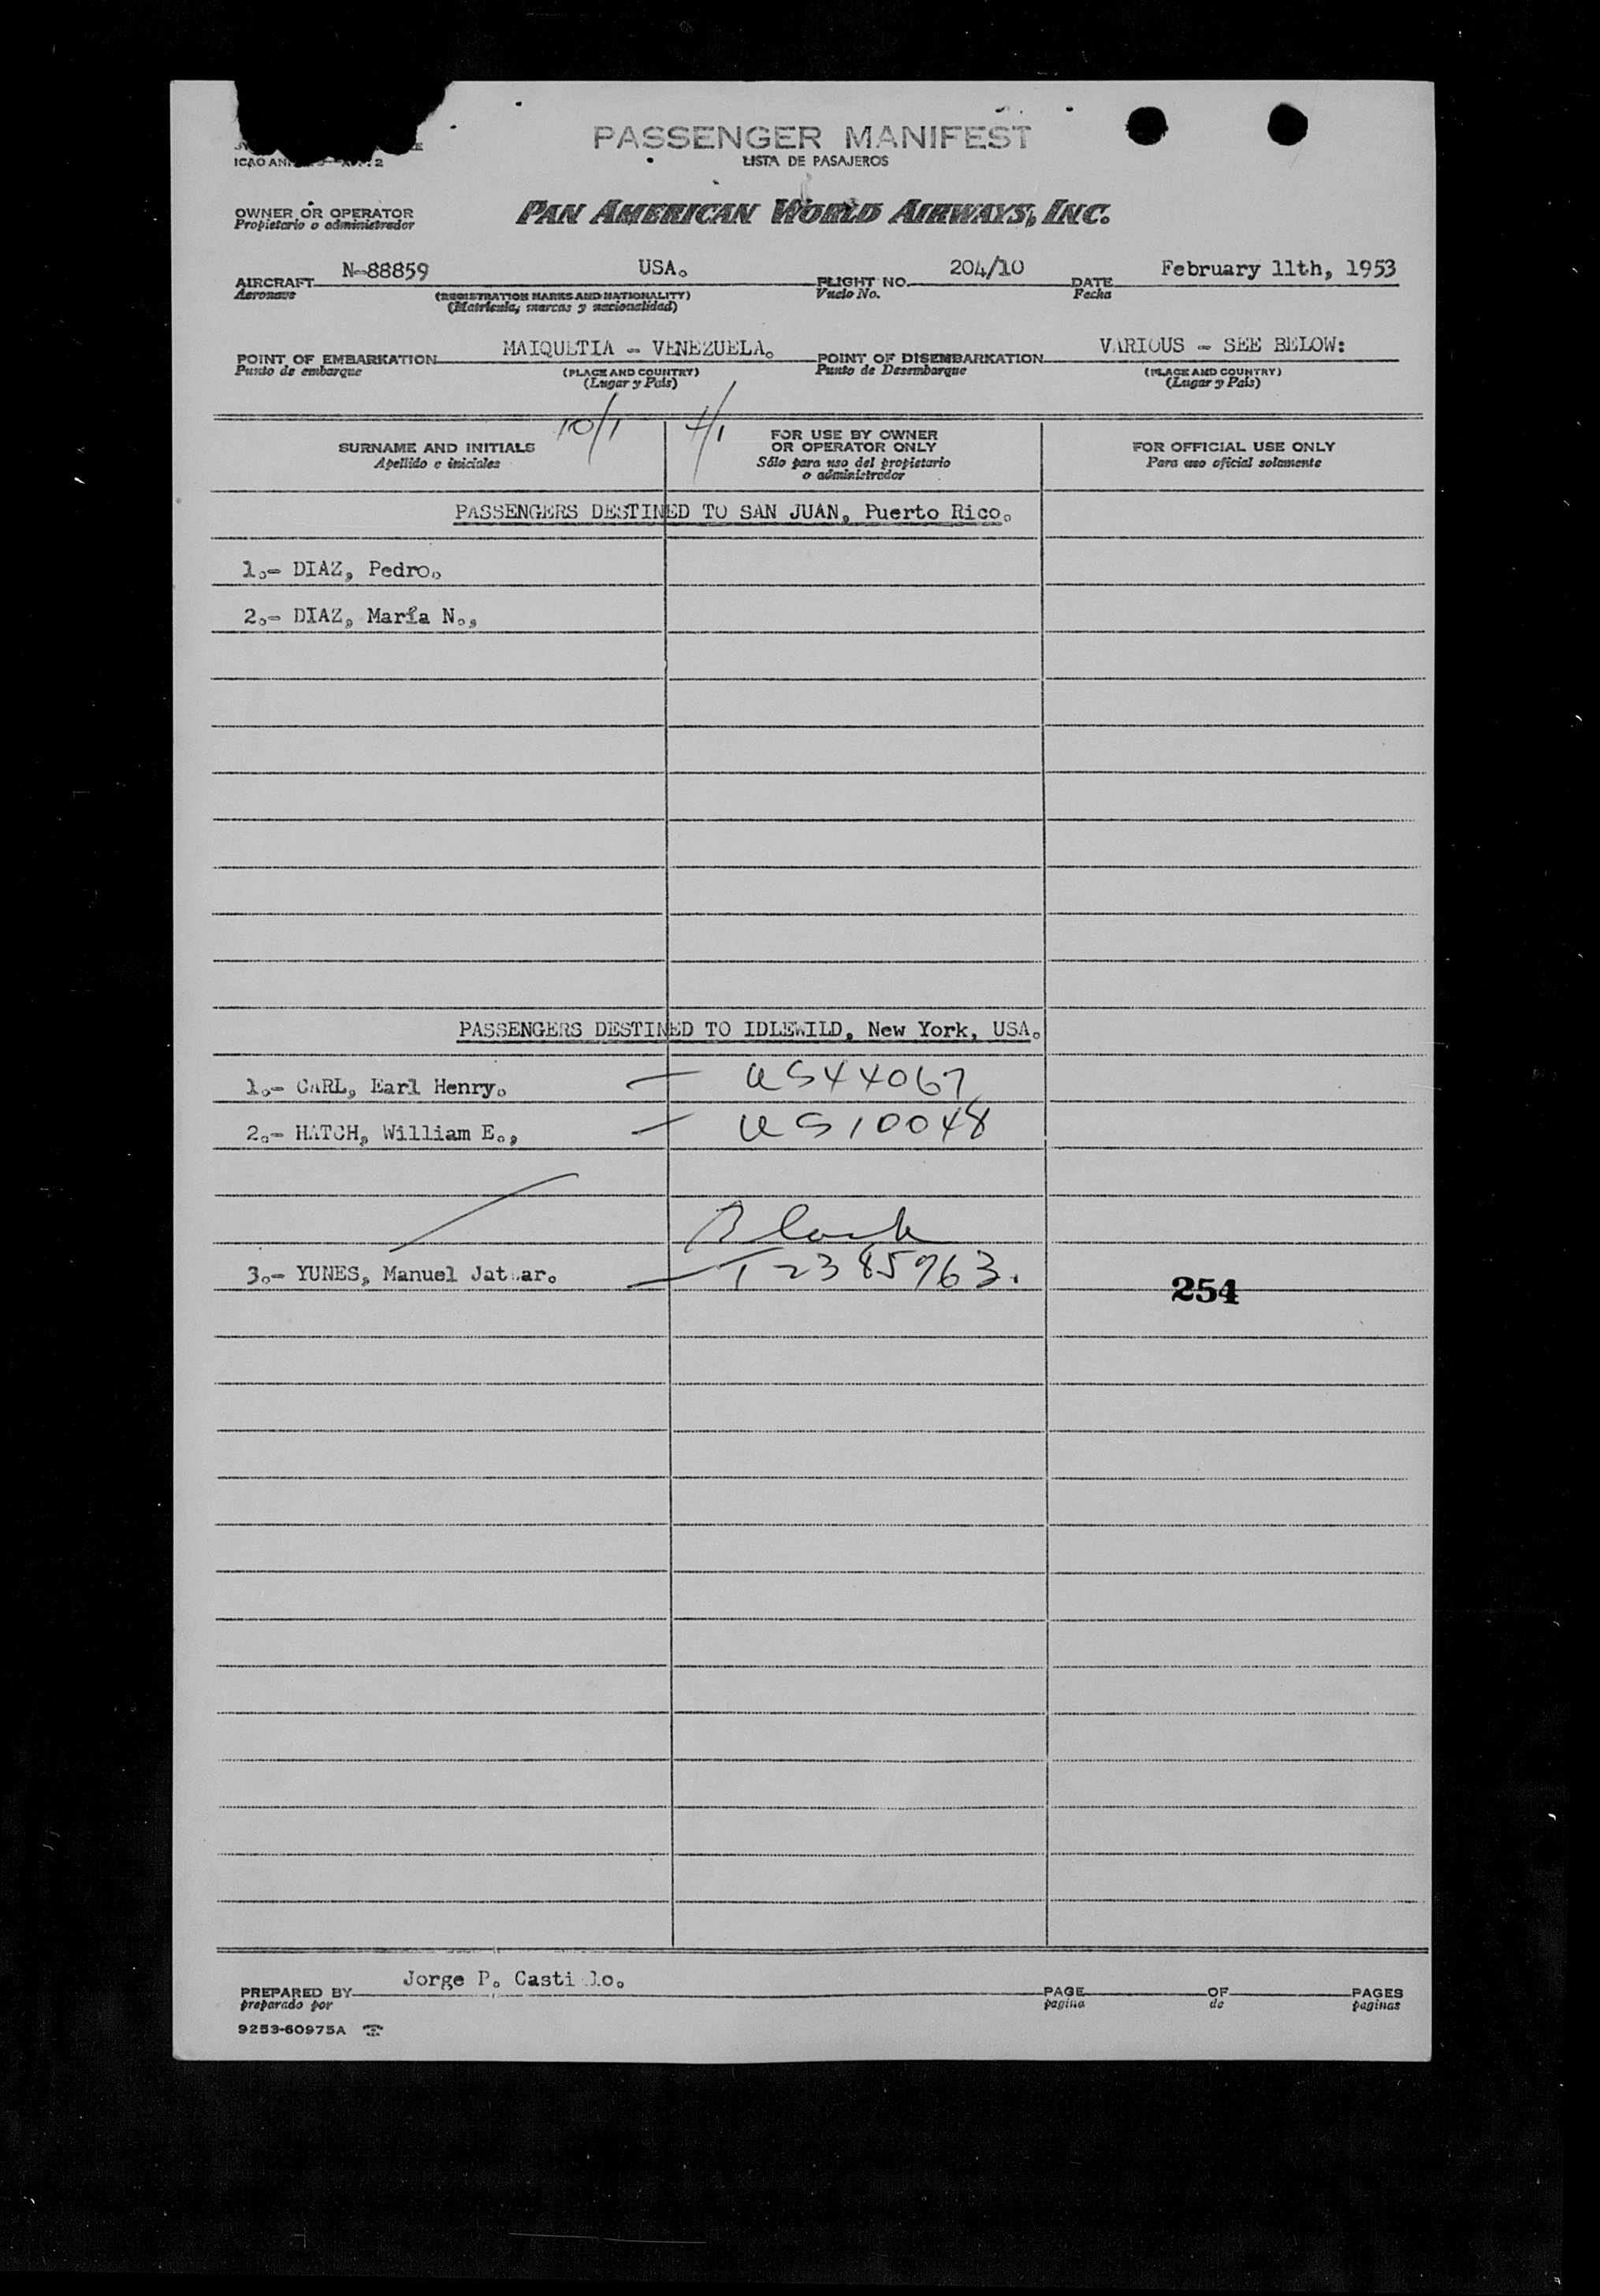 PASSENGER MANIFEST
LISTA DE PASAJEROS
ICAO
OWNER OR OPERATOR
Propietario o administrador
PAN AMERICAN WORLD AIRWAYS, INC.
AIRCRAFT N-88859 USA. FLIGHT NO. 204/10 DATE February 11th, 1953
Aeronave (REGISTRATION MARKS AND NATIONALITY) Vuelo No. Fecha
(Matrícula, marcas y nacionalidad)
POINT OF EMBARKATION MAIQUETIA - VENEZUELA. POINT OF DISEMBARKATION VARIOUS - SEE BELOW:
Punto de embarque (PLACE AND COUNTRY) Punto de Desembarque (PLACE AND COUNTRY)
(Lugar y País) (Lugar y País)
10/1 4/1
SURNAME AND INITIALS
Apellido e iniciales
FOR USE BY OWNER
OR OPERATOR ONLY
Sólo para uso del propietario
o administrador
FOR OFFICIAL USE ONLY
Para uso oficial solamente
PASSENGERS DESTINED TO SAN JUAN, Puerto Rico.
1.- DIAZ, Pedro.
2.- DIAZ, María N.,
PASSENGERS DESTINED TO IDLEWILD, New York, USA.
1.- CARL, Earl Henry. — US44067
2.- HATCH, William E., — US10048
Black
3.- YUNES, Manuel — T2385963.
254
PREPARED BY Jorge P. Castillo. PAGE OF PAGES
preparado por pagina de paginas
9253-60975A